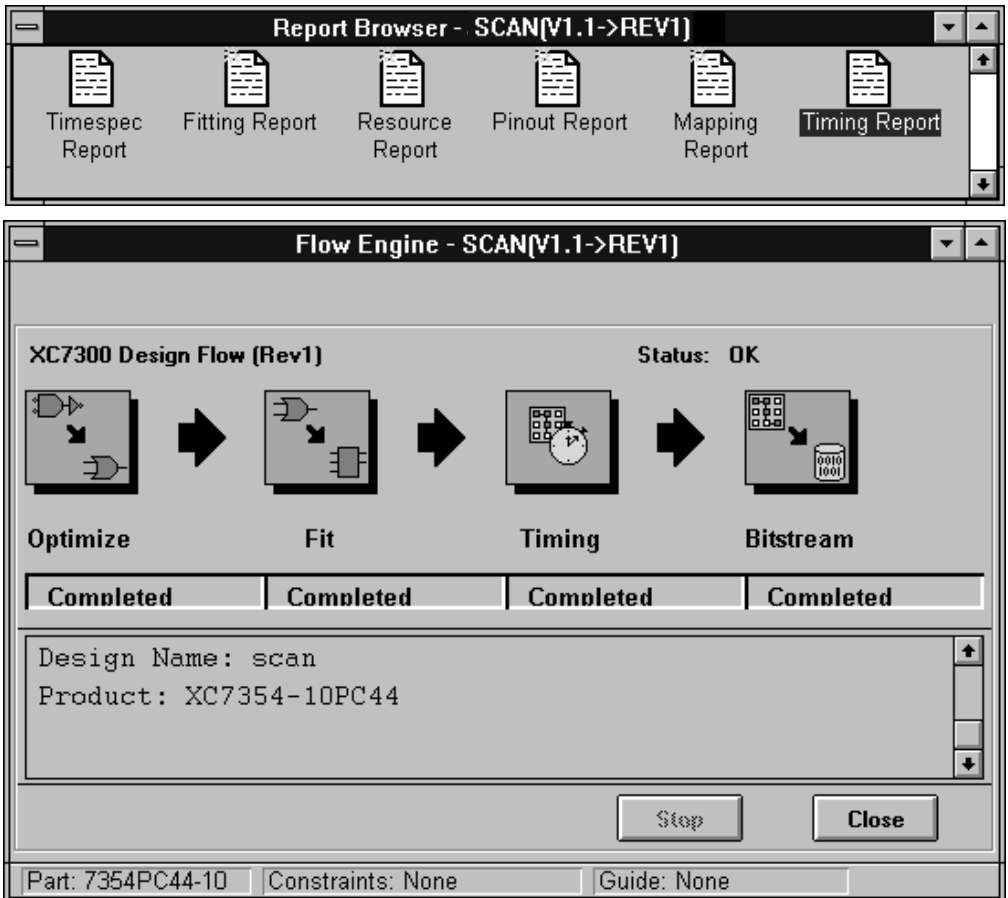 Report Browser - SCAN(V1.1->REV1)
Timespec Report
Fitting Report
Resource Report
Pinout Report
Mapping Report
Timing Report
Flow Engine - SCAN(V1.1->REV1)
XC7300 Design Flow (Rev1) Status: OK
Optimize Fit Timing Bitstream
Completed Completed Completed Completed
Design Name: scan
Product: XC7354-10PC44
Stop Close
Part: 7354PC44-10 Constraints: None Guide: None